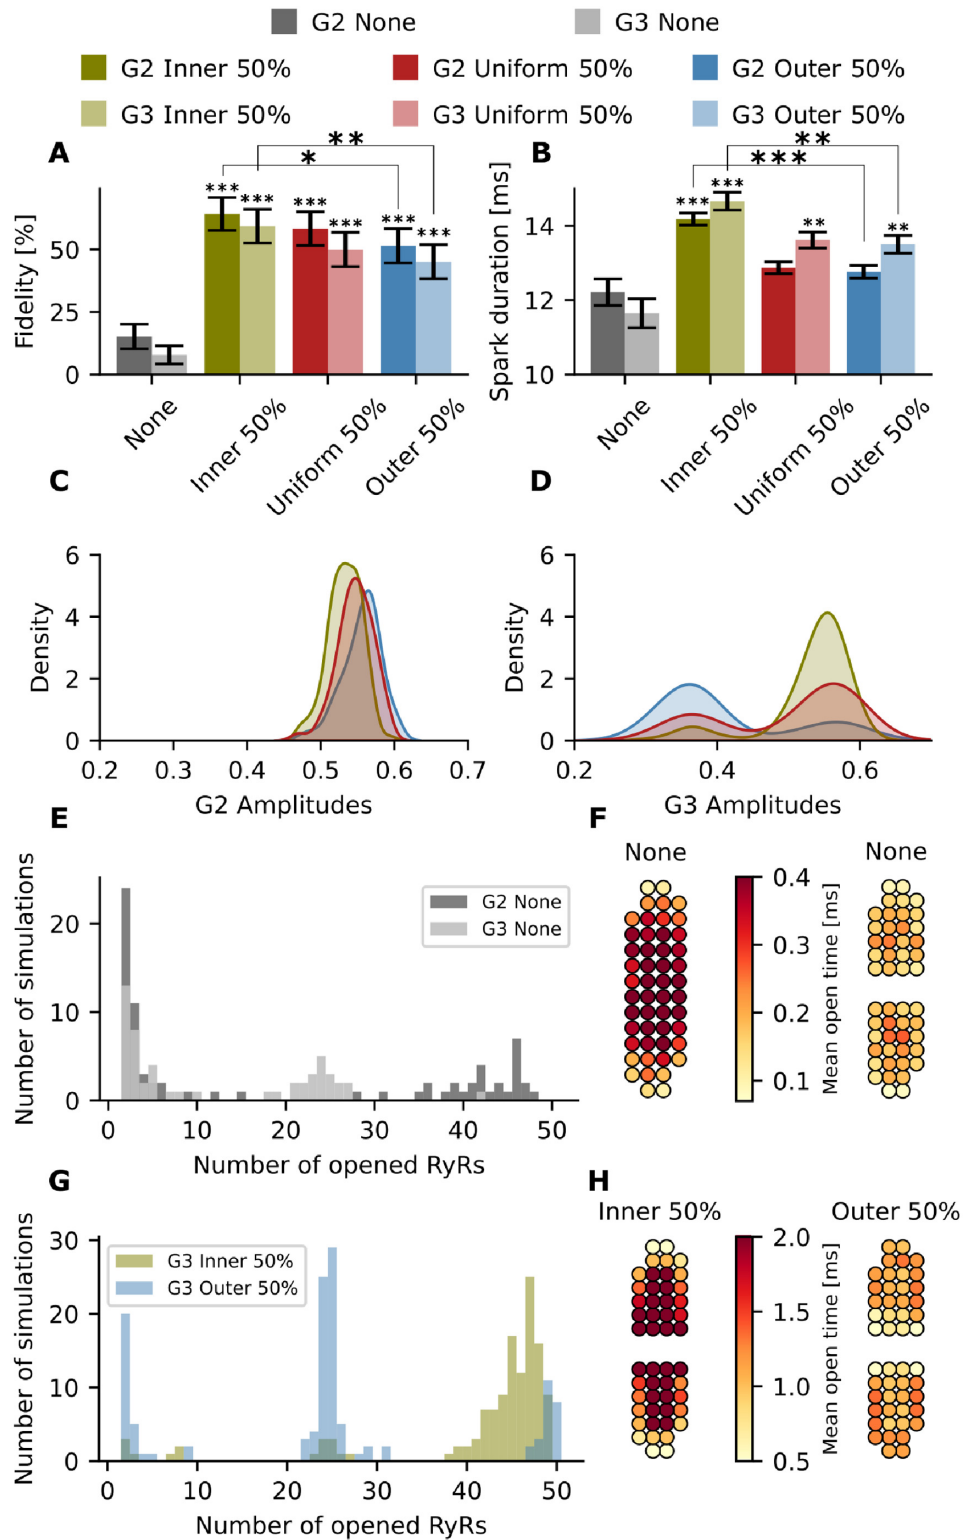 G2 None G3 None
G2 Inner 50% G2 Uniform 50% G2 Outer 50%
G3 Inner 50% G3 Uniform 50% G3 Outer 50%
A
Fidelity [%]
50
25
0
*** *** *** *** *** ***
* **
None Inner 50% Uniform 50% Outer 50%
B
Spark duration [ms]
14
12
10
*** *** ** **
*** **
None Inner 50% Uniform 50% Outer 50%
C
Density
6
4
2
0
0.2 0.3 0.4 0.5 0.6 0.7
G2 Amplitudes
D
Density
6
4
2
0
0.2 0.4 0.6
G3 Amplitudes
E
Number of simulations
20
10
0
G2 None
G3 None
0 10 20 30 40 50
Number of opened RyRs
F
None None
0.4
0.3
0.2
0.1
Mean open time [ms]
G
Number of simulations
30
20
10
0
G3 Inner 50%
G3 Outer 50%
0 10 20 30 40 50
Number of opened RyRs
H
Inner 50% Outer 50%
2.0
1.5
1.0
0.5
Mean open time [ms]